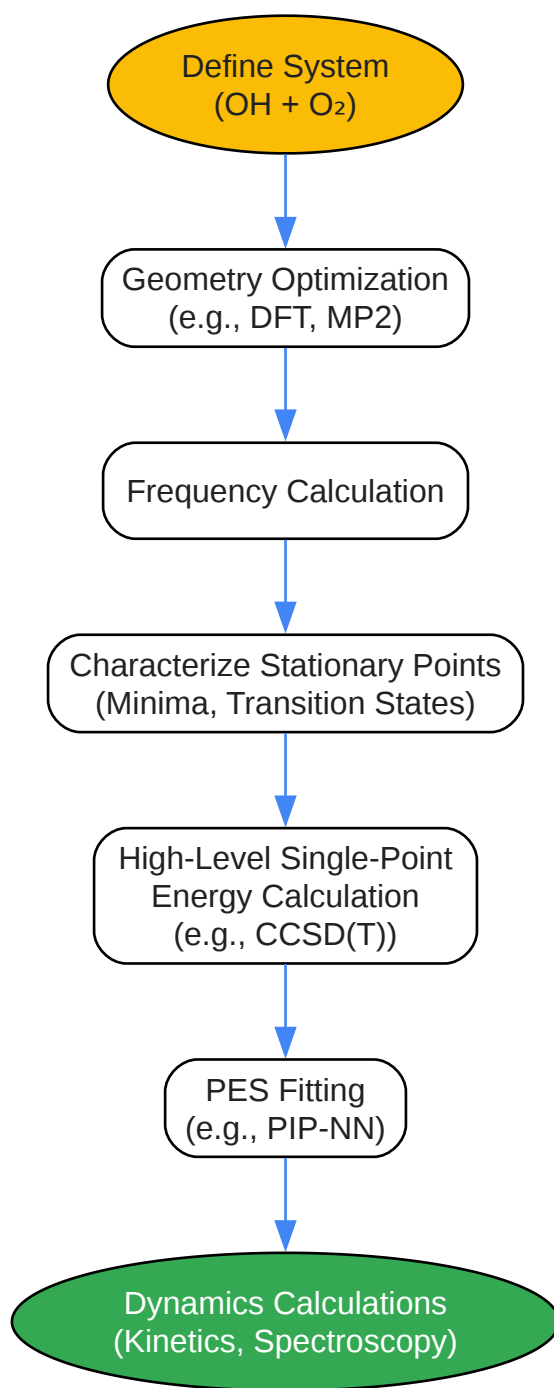 Define System
(OH + O₂)
Geometry Optimization
(e.g., DFT, MP2)
Frequency Calculation
Characterize Stationary Points
(Minima, Transition States)
High-Level Single-Point
Energy Calculation
(e.g., CCSD(T))
PES Fitting
(e.g., PIP-NN)
Dynamics Calculations
(Kinetics, Spectroscopy)